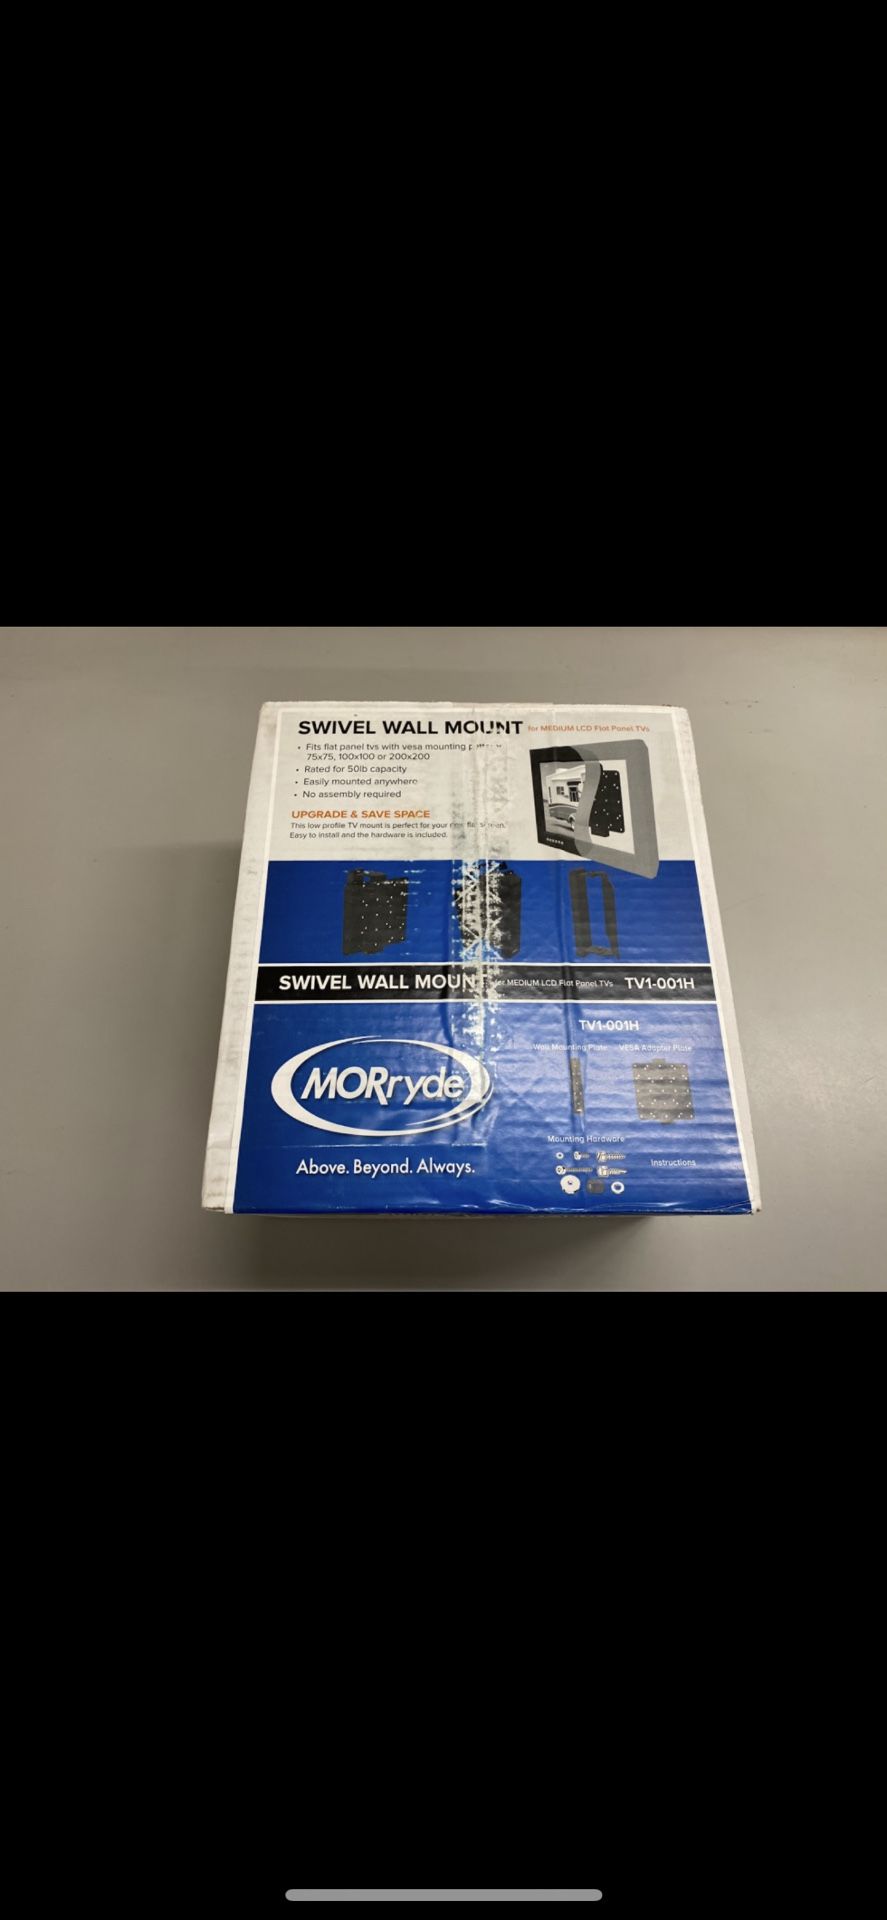 SWIVEL WALL MOUNT for MEDIUM LCD Flat Panel TVs
• Fits flat panel tvs with vesa mounting
75x75, 100x100 or 200x200
• Rated for 50lb capacity
• Easily mounted anywhere
• No assembly required
UPGRADE & SAVE SPACE
This low profile TV mount is perfect for your
Easy to install and the hardware is included.
SWIVEL WALL MOUNT for MEDIUM LCD Flat Panel TVs TV1-001H
TV1-001H
Wall Mounting Plate VESA Adapter Plate
MORryde
Mounting Hardware
Instructions
Above. Beyond. Always.